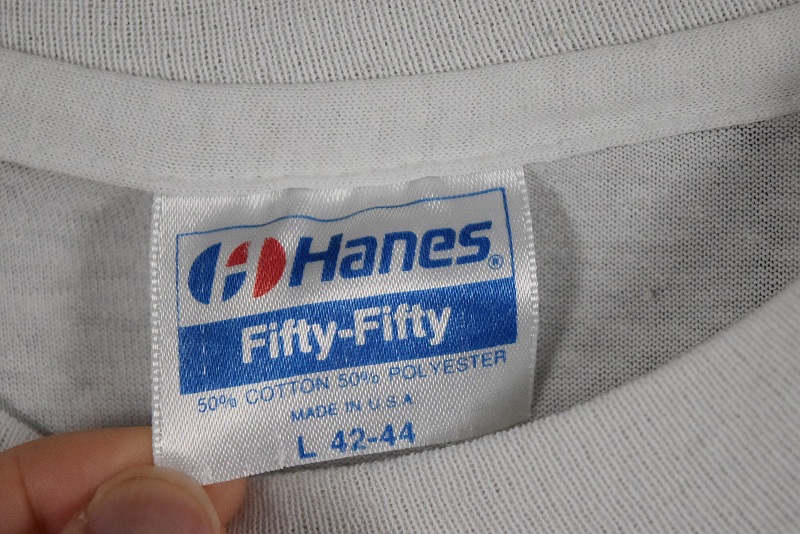 Hanes®
Fifty-Fifty
50% COTTON 50% POLYESTER
MADE IN U.S.A
L 42-44